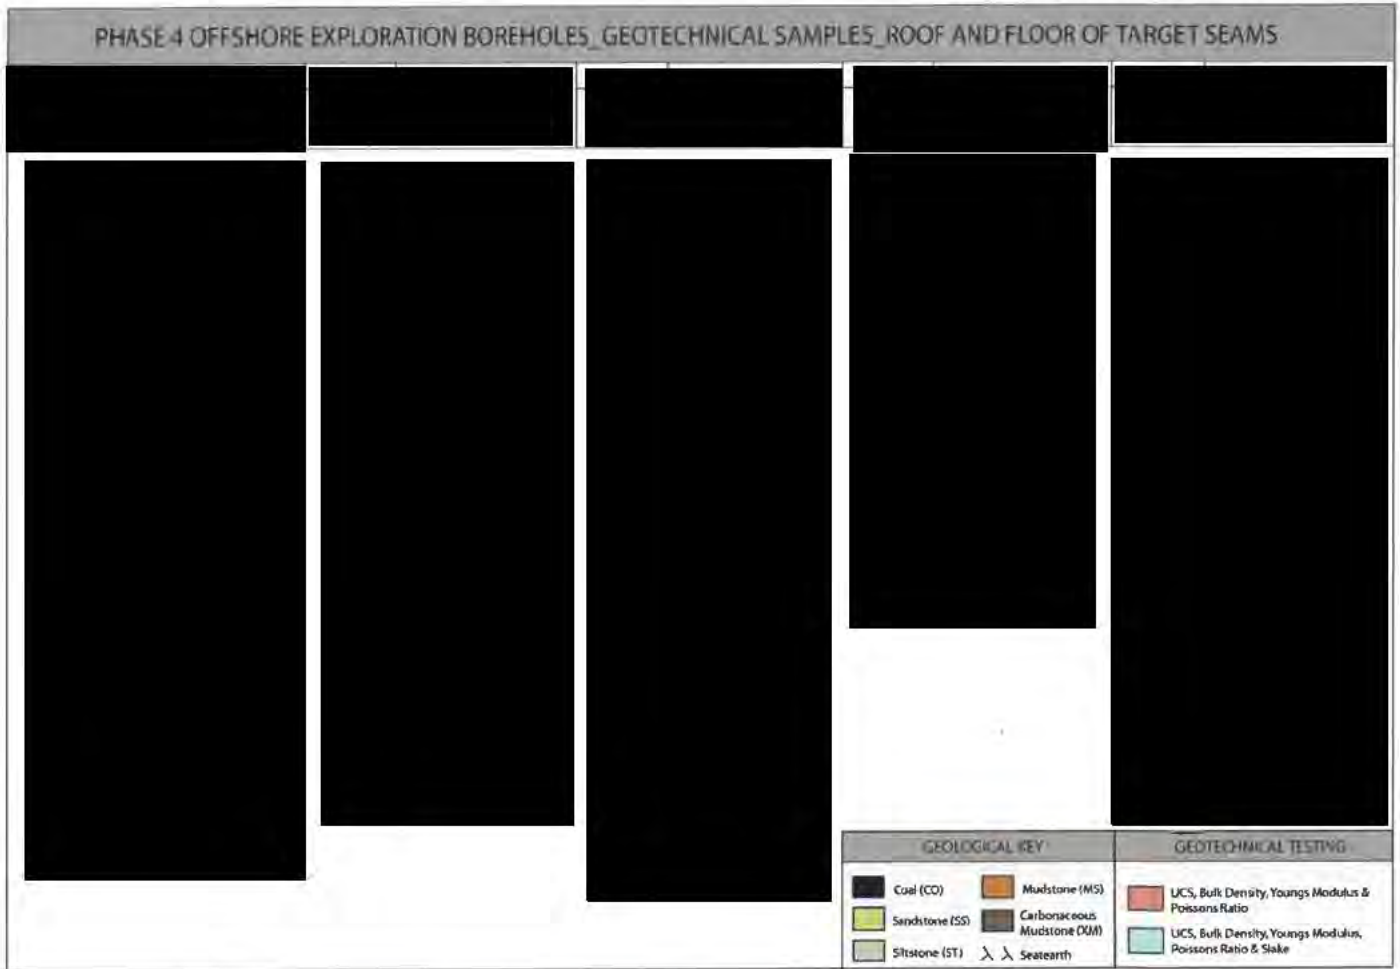 PHASE 4 OFFSHORE EXPLORATION BOREHOLES_GEOTECHNICAL SAMPLES_ROOF AND FLOOR OF TARGET SEAMS
GEOLOGICAL KEY
Coal (CO)
Mudstone (MS)
Sandstone (SS)
Carbonaceous
Mudstone (XM)
Siltstone (ST)
Seatearth
GEOTECHNICAL TESTING
UCS, Bulk Density, Youngs Modulus &
Poissons Ratio
UCS, Bulk Density, Youngs Modulus,
Poissons Ratio & Slake